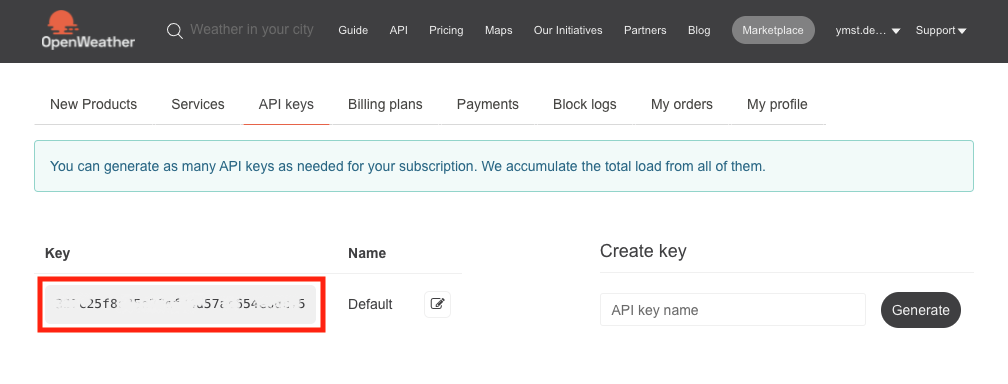 OpenWeather
Weather in your city
Guide
API
Pricing
Maps
Our Initiatives
Partners
Blog
Marketplace
ymst.de...
Support
New Products
Services
API keys
Billing plans
Payments
Block logs
My orders
My profile
You can generate as many API keys as needed for your subscription. We accumulate the total load from all of them.
Key
Name
Create key
Default
API key name
Generate